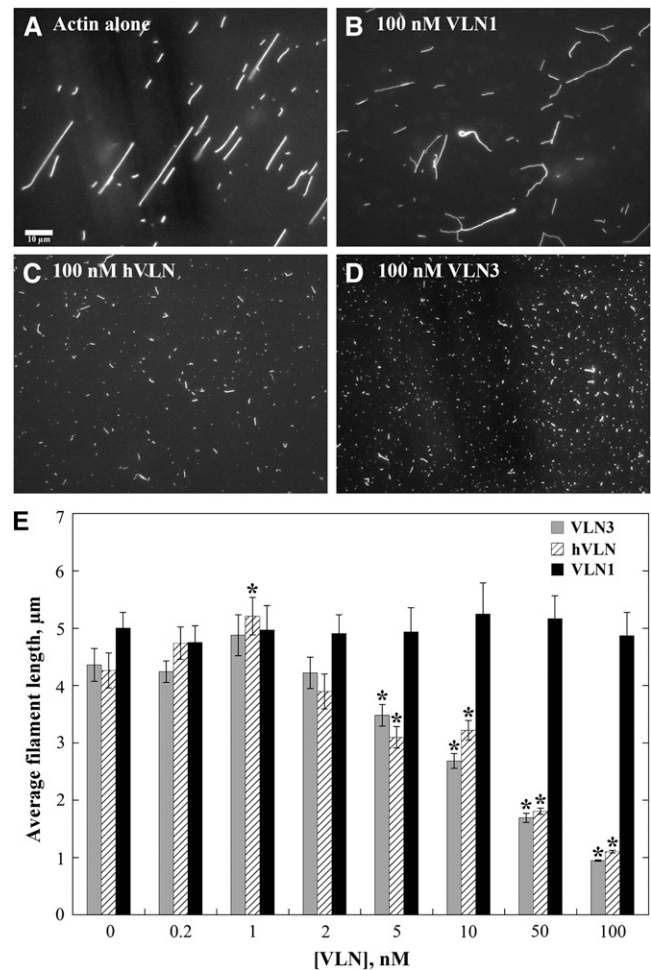 A Actin alone
10 µm
B 100 nM VLN1
C 100 nM hVLN
D 100 nM VLN3
E
Average filament length, µm
7
6
5
4
3
2
1
0
VLN3
hVLN
VLN1
*
* *
* *
* *
* *
0 0.2 1 2 5 10 50 100
[VLN], nM